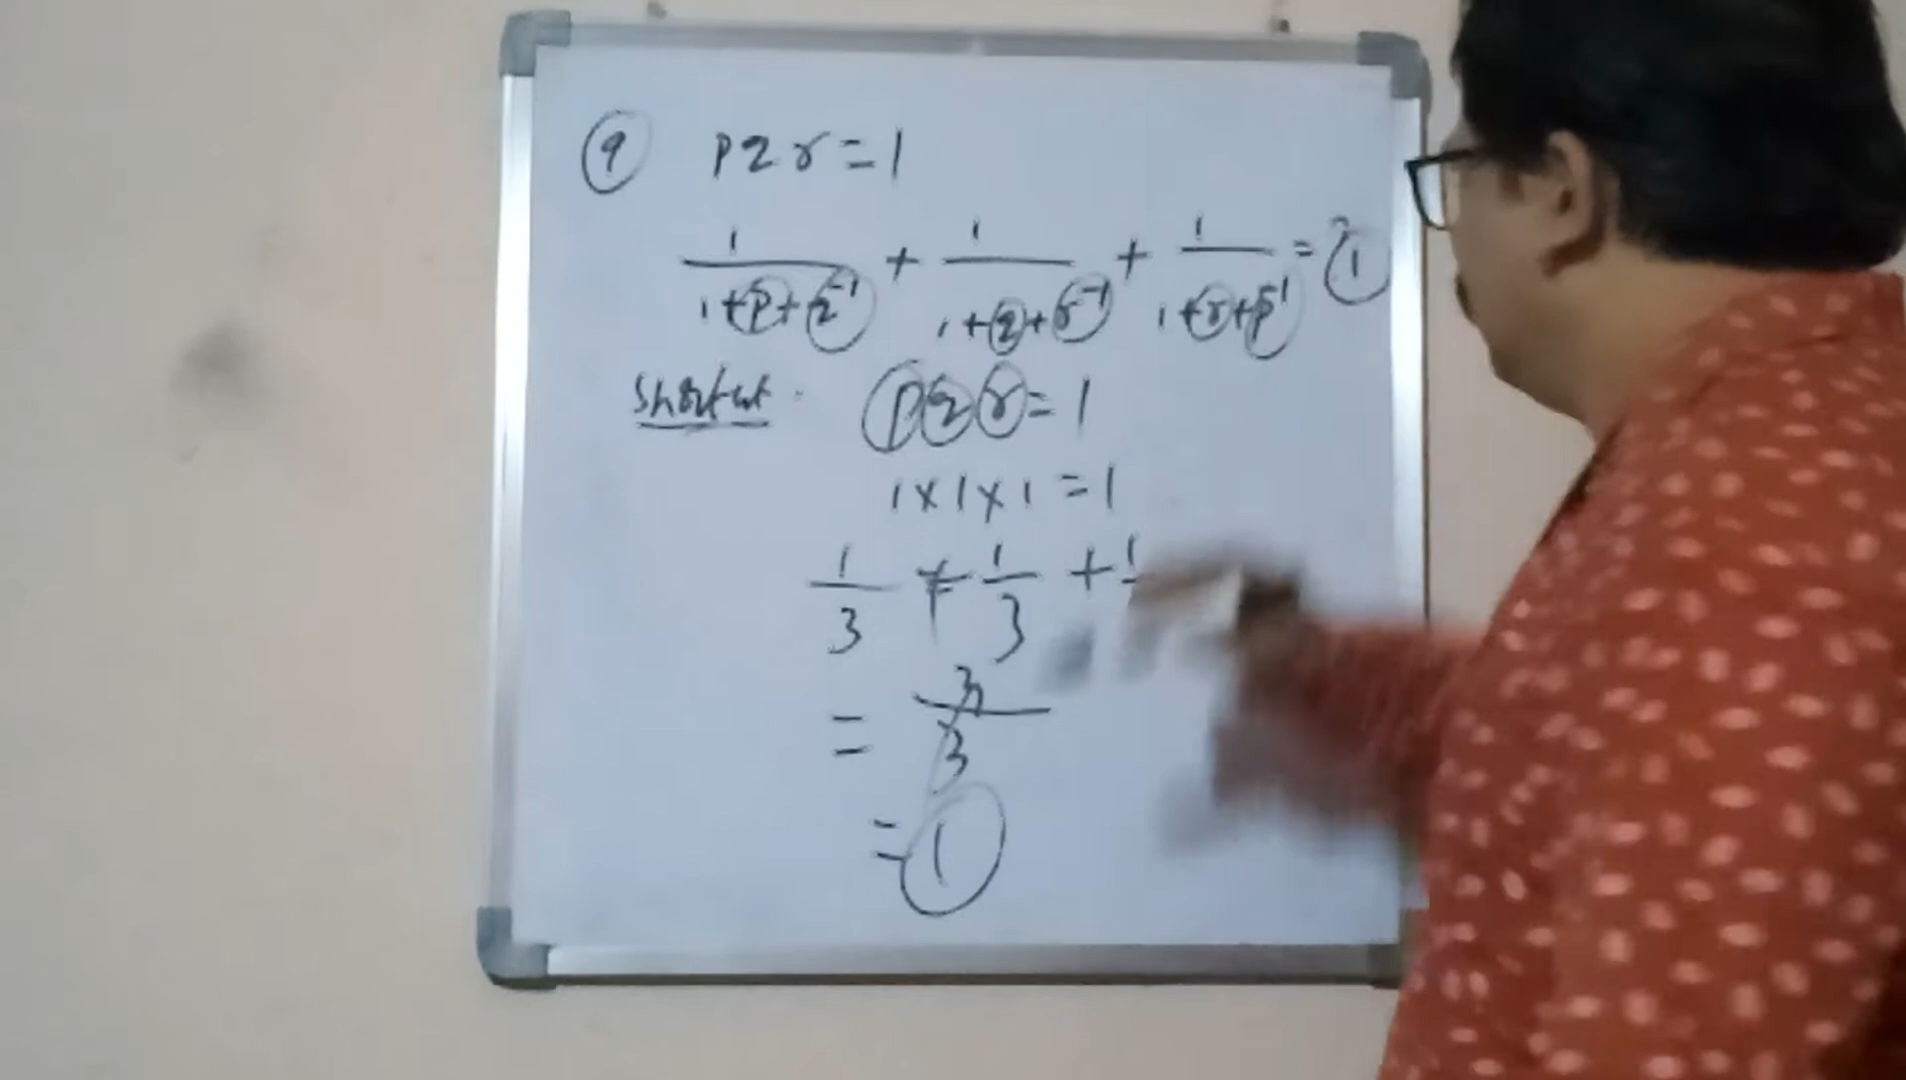 9 pqr = 1
1/(1+p+q⁻¹) + 1/(1+q+r⁻¹) + 1/(1+r+p⁻¹) = 1
Shortcut. pqr = 1
1×1×1 = 1
1/3 + 1/3 + 1
= 3/3
= 1